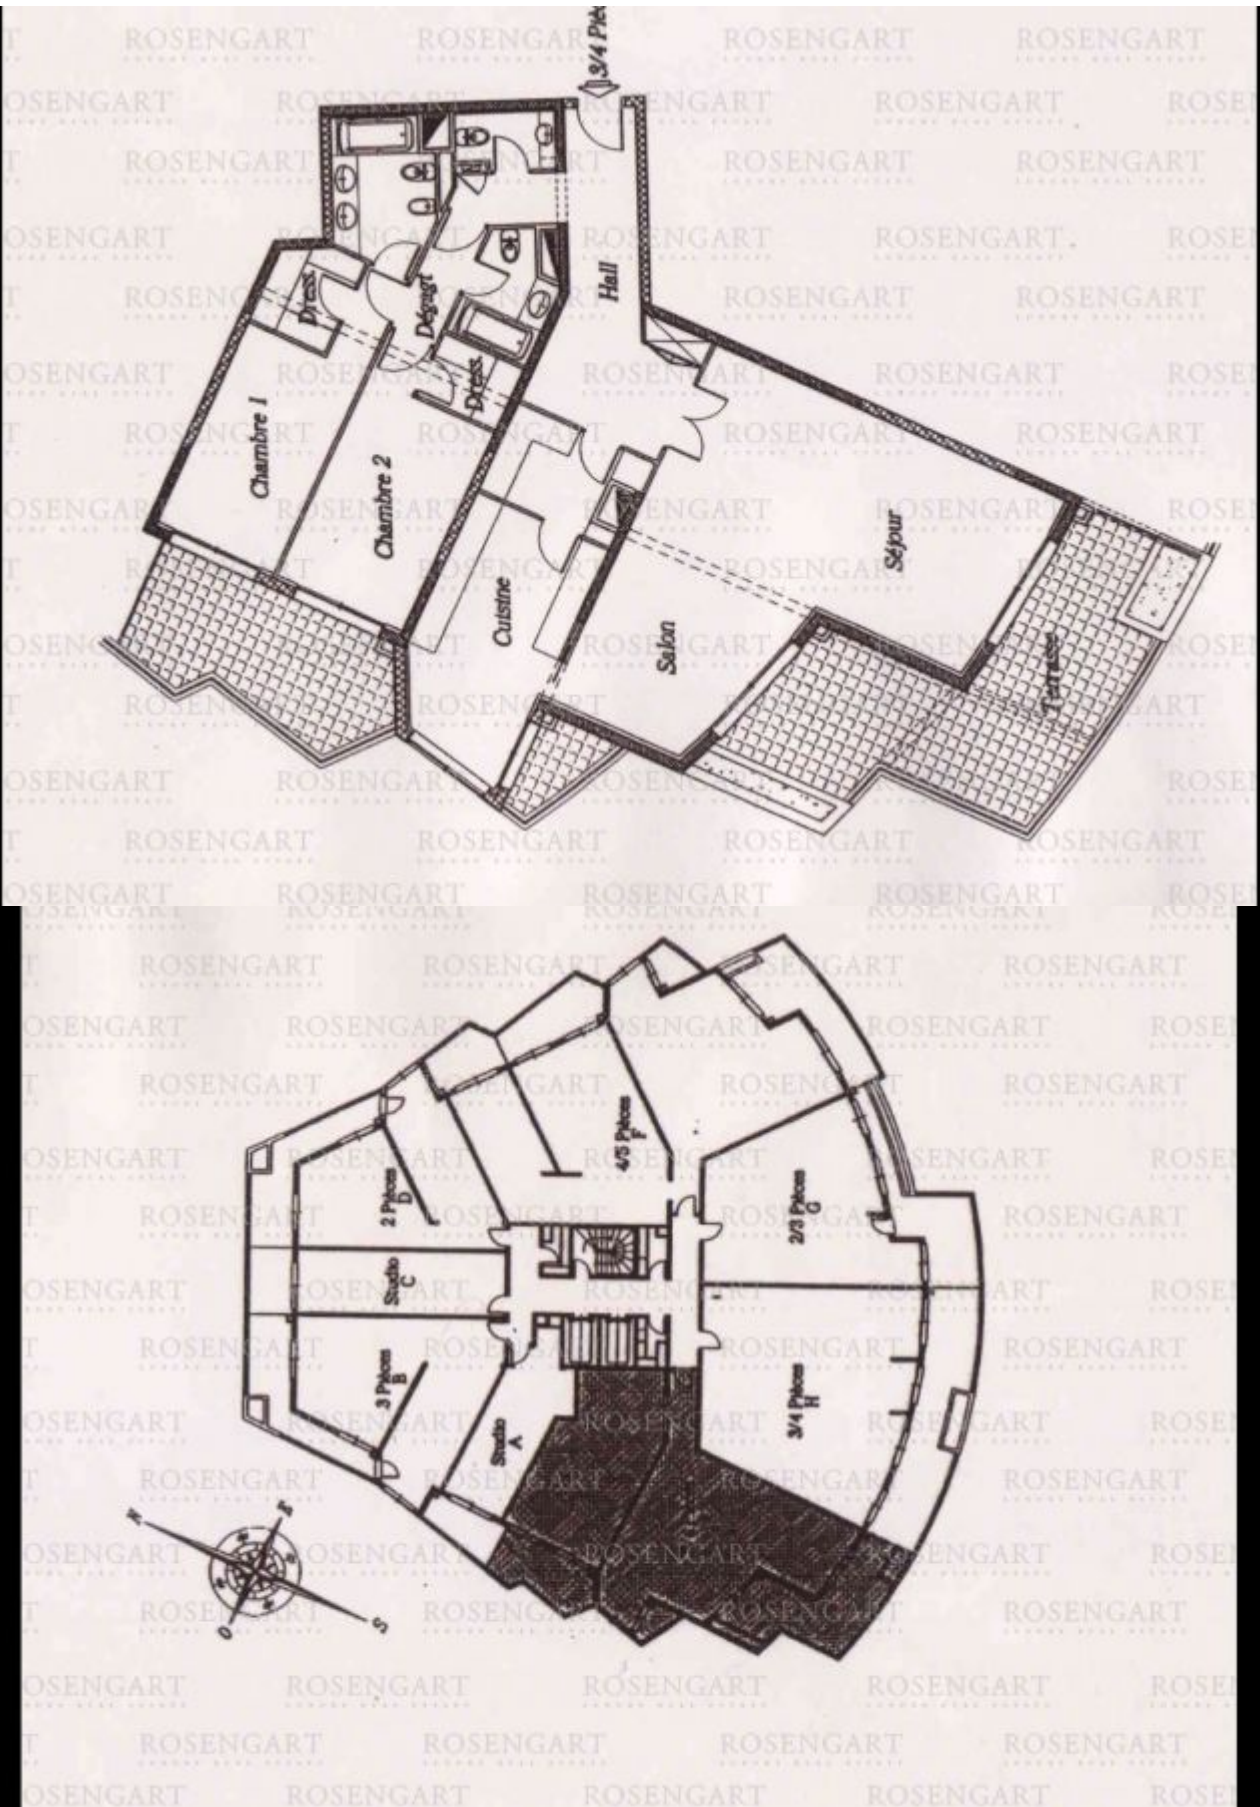 3/4 Piè
Hall
Dress.
Dégagt
Dress.
Chambre 1
Chambre 2
Cuisine
Salon
Séjour
Terrasse
4/5 Pièces
F
2 Pièces
D
2/3 Pièces
G
Studio
C
3 Pièces
B
3/4 Pièces
H
Studio
A
N
E
O
S
ROSENGART